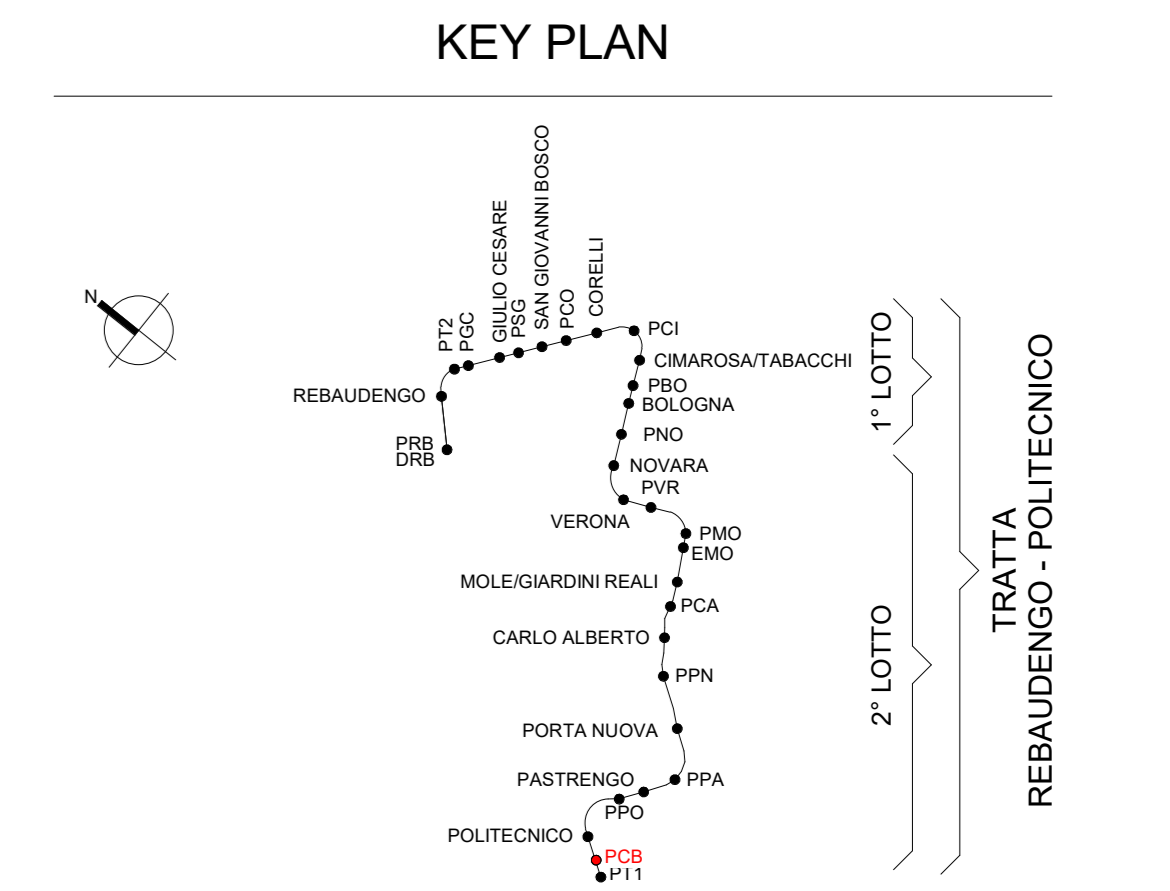 KEY PLAN
N
PT2
PGC
GIULIO CESARE
PSG
SAN GIOVANNI BOSCO
PCO
CORELLI
PCI
CIMAROSA/TABACCHI
REBAUDENGO
PBO
BOLOGNA
PRB
DRB
PNO
NOVARA
PVR
VERONA
PMO
EMO
MOLE/GIARDINI REALI
PCA
CARLO ALBERTO
PPN
PORTA NUOVA
PASTRENGO
PPA
PPO
POLITECNICO
PCB
PT1
1° LOTTO
2° LOTTO
TRATTA
REBAUDENGO - POLITECNICO